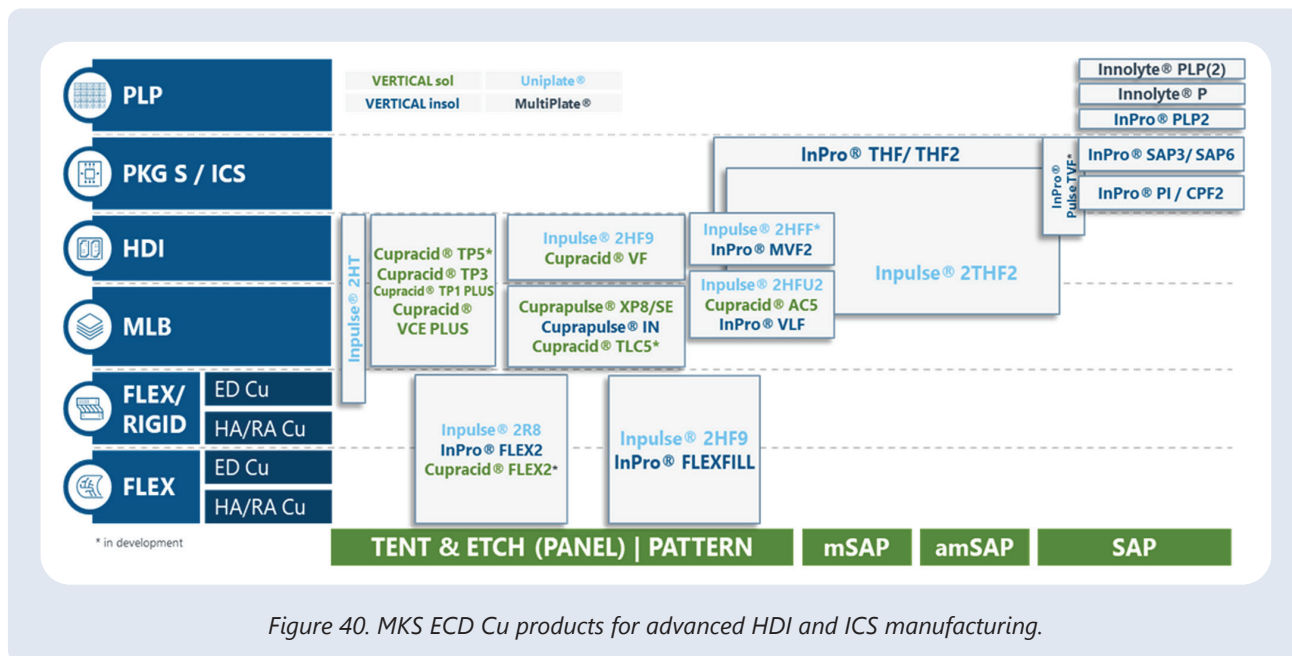 PLP
VERTICAL sol
Uniplate®
VERTICAL insol
MultiPlate®
Innolyte® PLP(2)
Innolyte® P
InPro® PLP2
PKG S / ICS
InPro® THF/ THF2
InPro®
Pulse TVF*
InPro® SAP3/ SAP6
InPro® PI / CPF2
HDI
Inpulse® 2HT
Cupracid® TP5*
Cupracid® TP3
Cupracid® TP1 PLUS
Cupracid®
VCE PLUS
Inpulse® 2HF9
Cupracid® VF
Inpulse® 2HFF*
InPro® MVF2
Inpulse® 2THF2
MLB
Cuprapulse® XP8/SE
Cuprapulse® IN
Cupracid® TLC5*
Inpulse® 2HFU2
Cupracid® AC5
InPro® VLF
FLEX/
RIGID
ED Cu
HA/RA Cu
Inpulse® 2R8
InPro® FLEX2
Cupracid® FLEX2*
Inpulse® 2HF9
InPro® FLEXFILL
FLEX
ED Cu
HA/RA Cu
* in development
TENT & ETCH (PANEL) | PATTERN
mSAP
amSAP
SAP
Figure 40. MKS ECD Cu products for advanced HDI and ICS manufacturing.